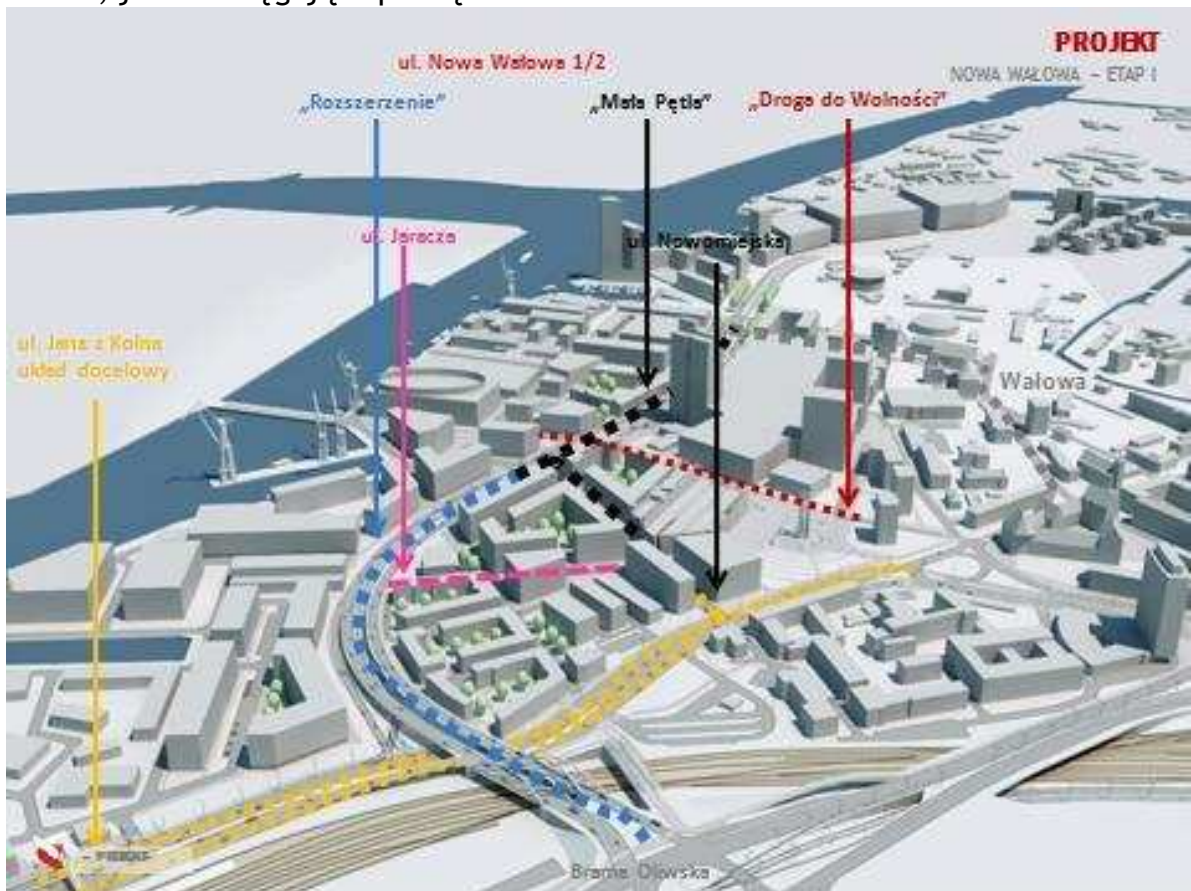 PROJEKT
NOWA WAŁOWA – ETAP I
ul. Nowa Wałowa 1/2
„Rozszerzenie”
„Mała Pętla”
„Droga do Wolności”
ul. Jaracza
ul. Nowomiejska
ul. Jana z Kolna
układ docelowy
Wałowa
Brama Oliwska